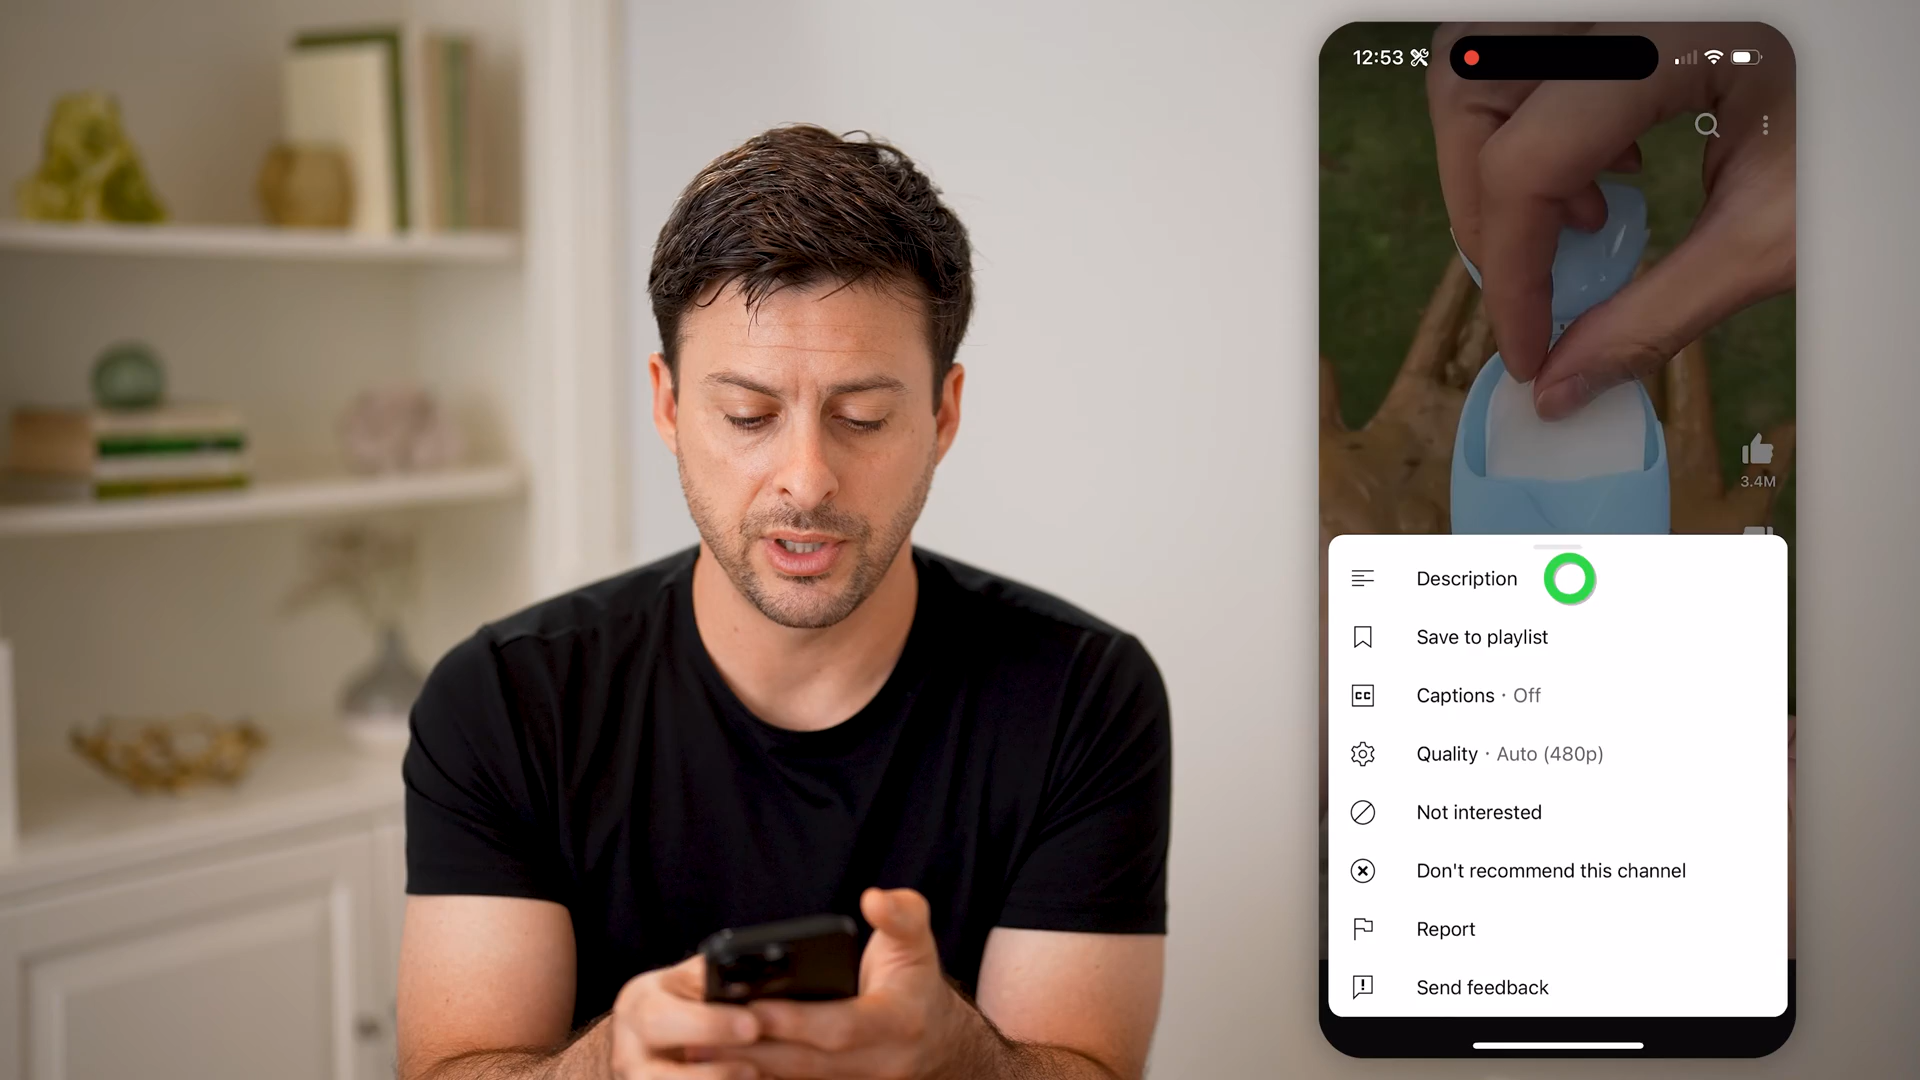 12:53
3.4M
Description
Save to playlist
CC
Captions · Off
Quality · Auto (480p)
Not interested
Don't recommend this channel
Report
Send feedback